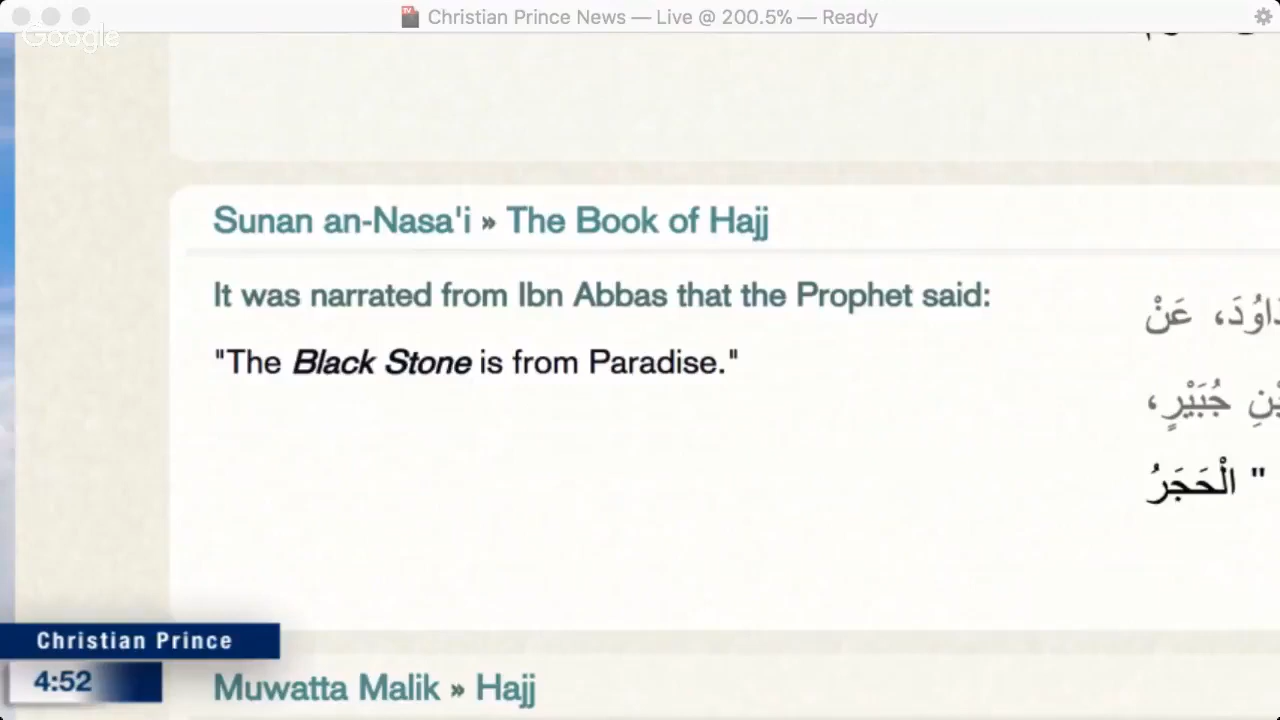 Christian Prince News — Live @ 200.5% — Ready
Google
Sunan an-Nasa'i » The Book of Hajj
It was narrated from Ibn Abbas that the Prophet said:
"The Black Stone is from Paradise."
دَاوُدَ، عَنْ
جُبَيْرٍ،
" الْحَجَرُ
Christian Prince
4:52
Muwatta Malik » Hajj